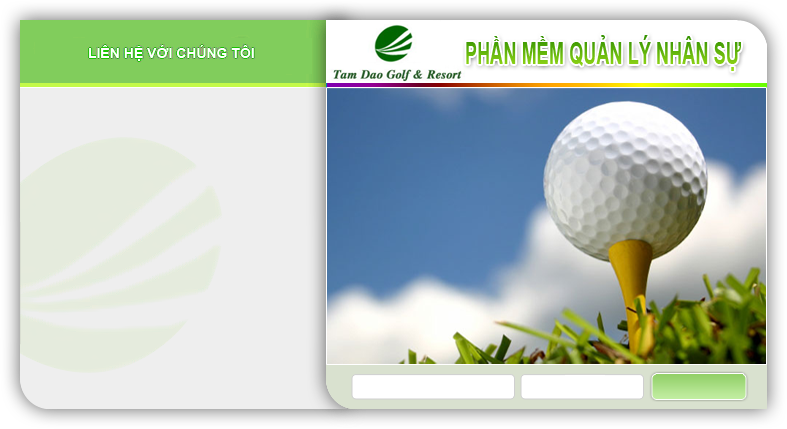 LIÊN HỆ VỚI CHÚNG TÔI
PHẦN MỀM QUẢN LÝ NHÂN SỰ
Tam Dao Golf & Resort